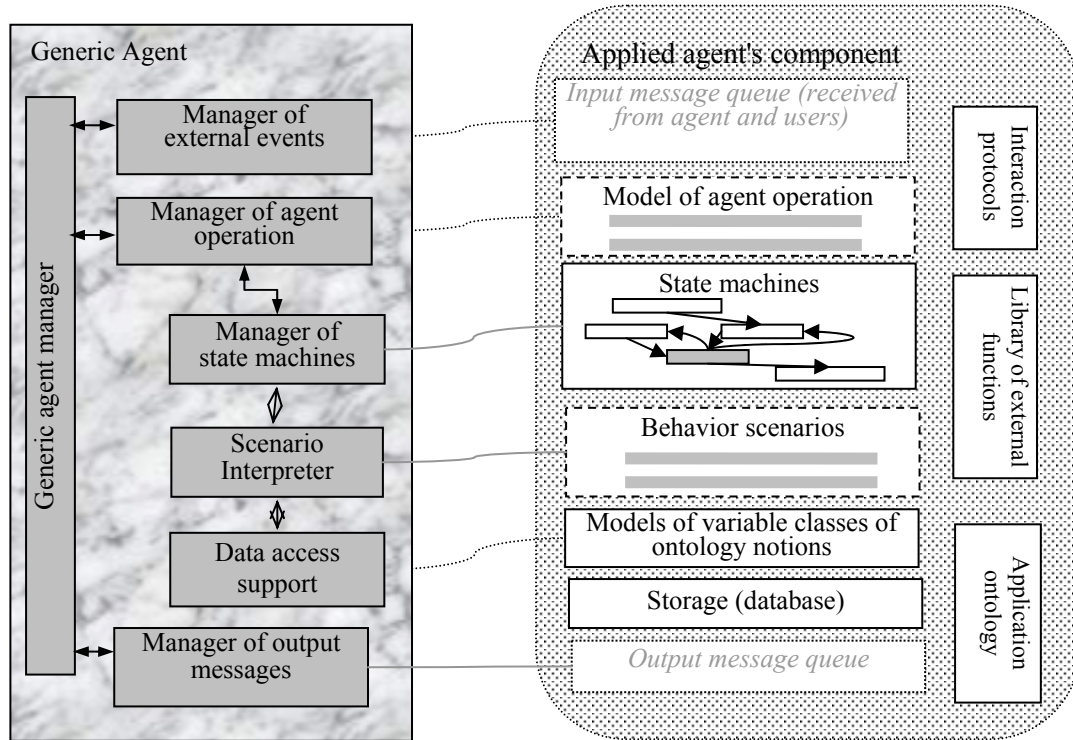 Generic Agent
Generic agent manager
Manager of
external events
Manager of agent
operation
Manager of
state machines
Scenario
Interpreter
Data access
support
Manager of output
messages
Applied agent's component
Input message queue (received
from agent and users)
Model of agent operation
State machines
Behavior scenarios
Models of variable classes of
ontology notions
Storage (database)
Output message queue
Interaction
protocols
Library of external
functions
Application
ontology